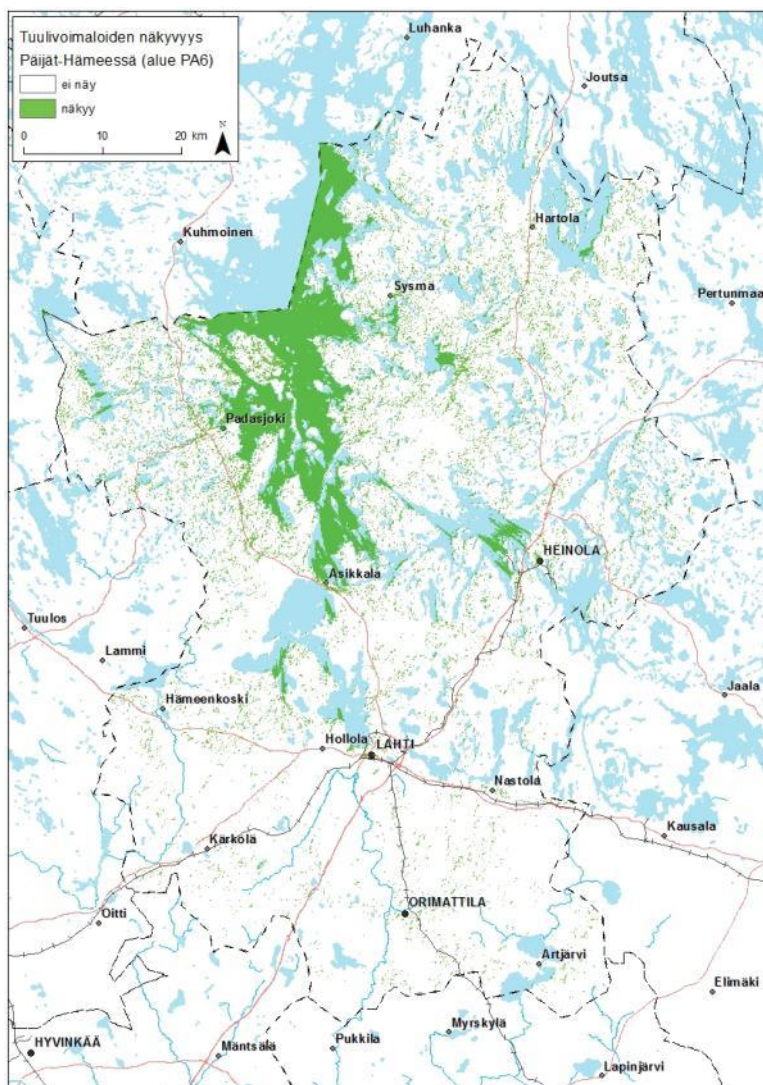 Tuulivoimaloiden näkyvyys
Päijät-Hämeessä (alue PA6)
ei näy
näkyy
0 20 km
N
Luhanka
Joutsa
Kuhmoinen
Hartola
Sysmä
Pertunmaa
Padasjoki
HEINOLA
Asikkala
Tuulos
Lammi
Jaala
Hämeenkoski
Hollola
LAHTI
Nastola
Kausala
Kärkölä
ORIMATTILA
Oitti
Artjärvi
Elimäki
HYVINKÄÄ
Mäntsälä
Pukkila
Myrskylä
Lapinjärvi